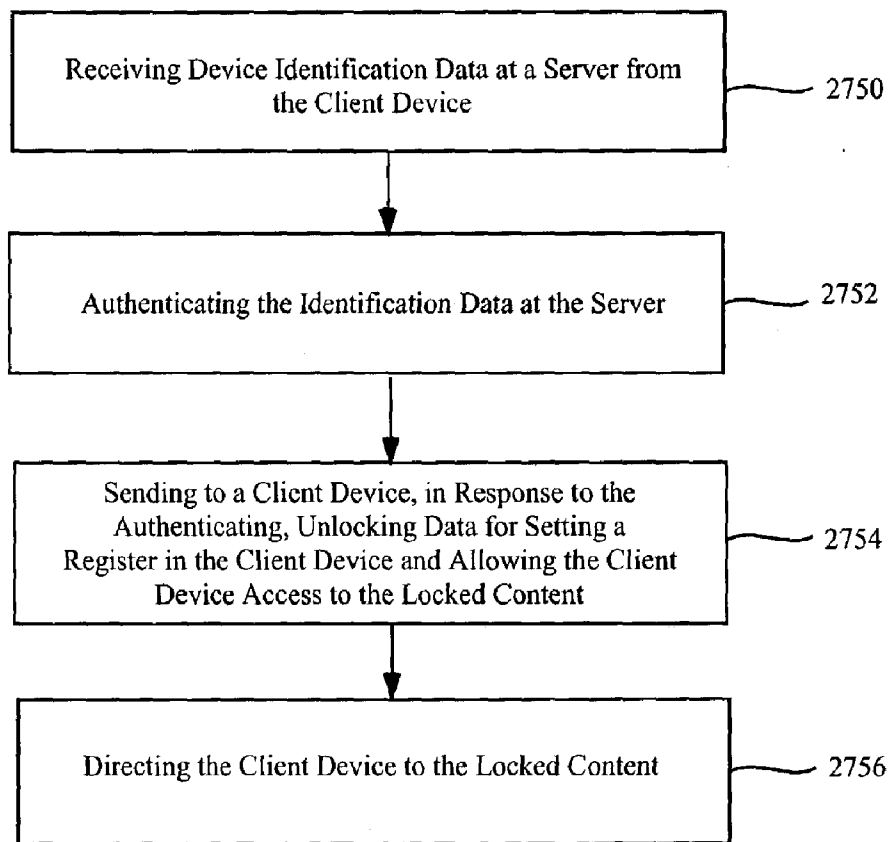 Receiving Device Identification Data at a Server from
the Client Device
2750
Authenticating the Identification Data at the Server
2752
Sending to a Client Device, in Response to the
Authenticating, Unlocking Data for Setting a
Register in the Client Device and Allowing the Client
Device Access to the Locked Content
2754
Directing the Client Device to the Locked Content
2756